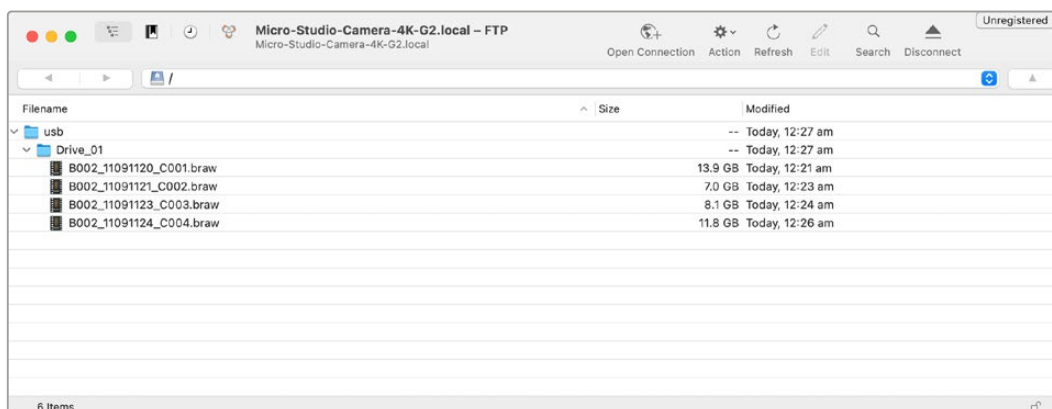 Unregistered
Micro-Studio-Camera-4K-G2.local – FTP
Micro-Studio-Camera-4K-G2.local
Open Connection Action Refresh Edit Search Disconnect
/
Filename Size Modified
usb -- Today, 12:27 am
Drive_01 -- Today, 12:27 am
B002_11091120_C001.braw 13.9 GB Today, 12:21 am
B002_11091121_C002.braw 7.0 GB Today, 12:23 am
B002_11091123_C003.braw 8.1 GB Today, 12:24 am
B002_11091124_C004.braw 11.8 GB Today, 12:26 am
6 Items